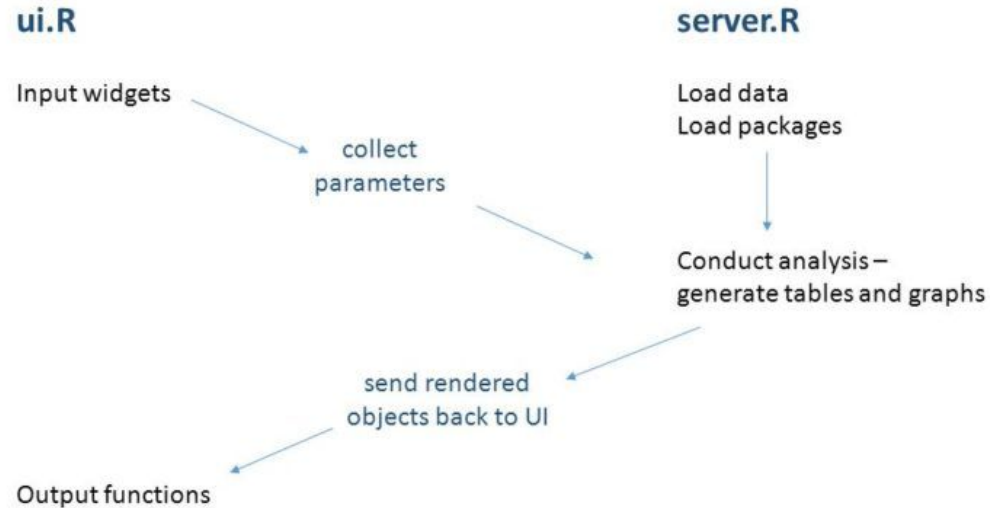 ui.R
server.R
Input widgets
Load data
Load packages
collect
parameters
Conduct analysis –
generate tables and graphs
send rendered
objects back to UI
Output functions